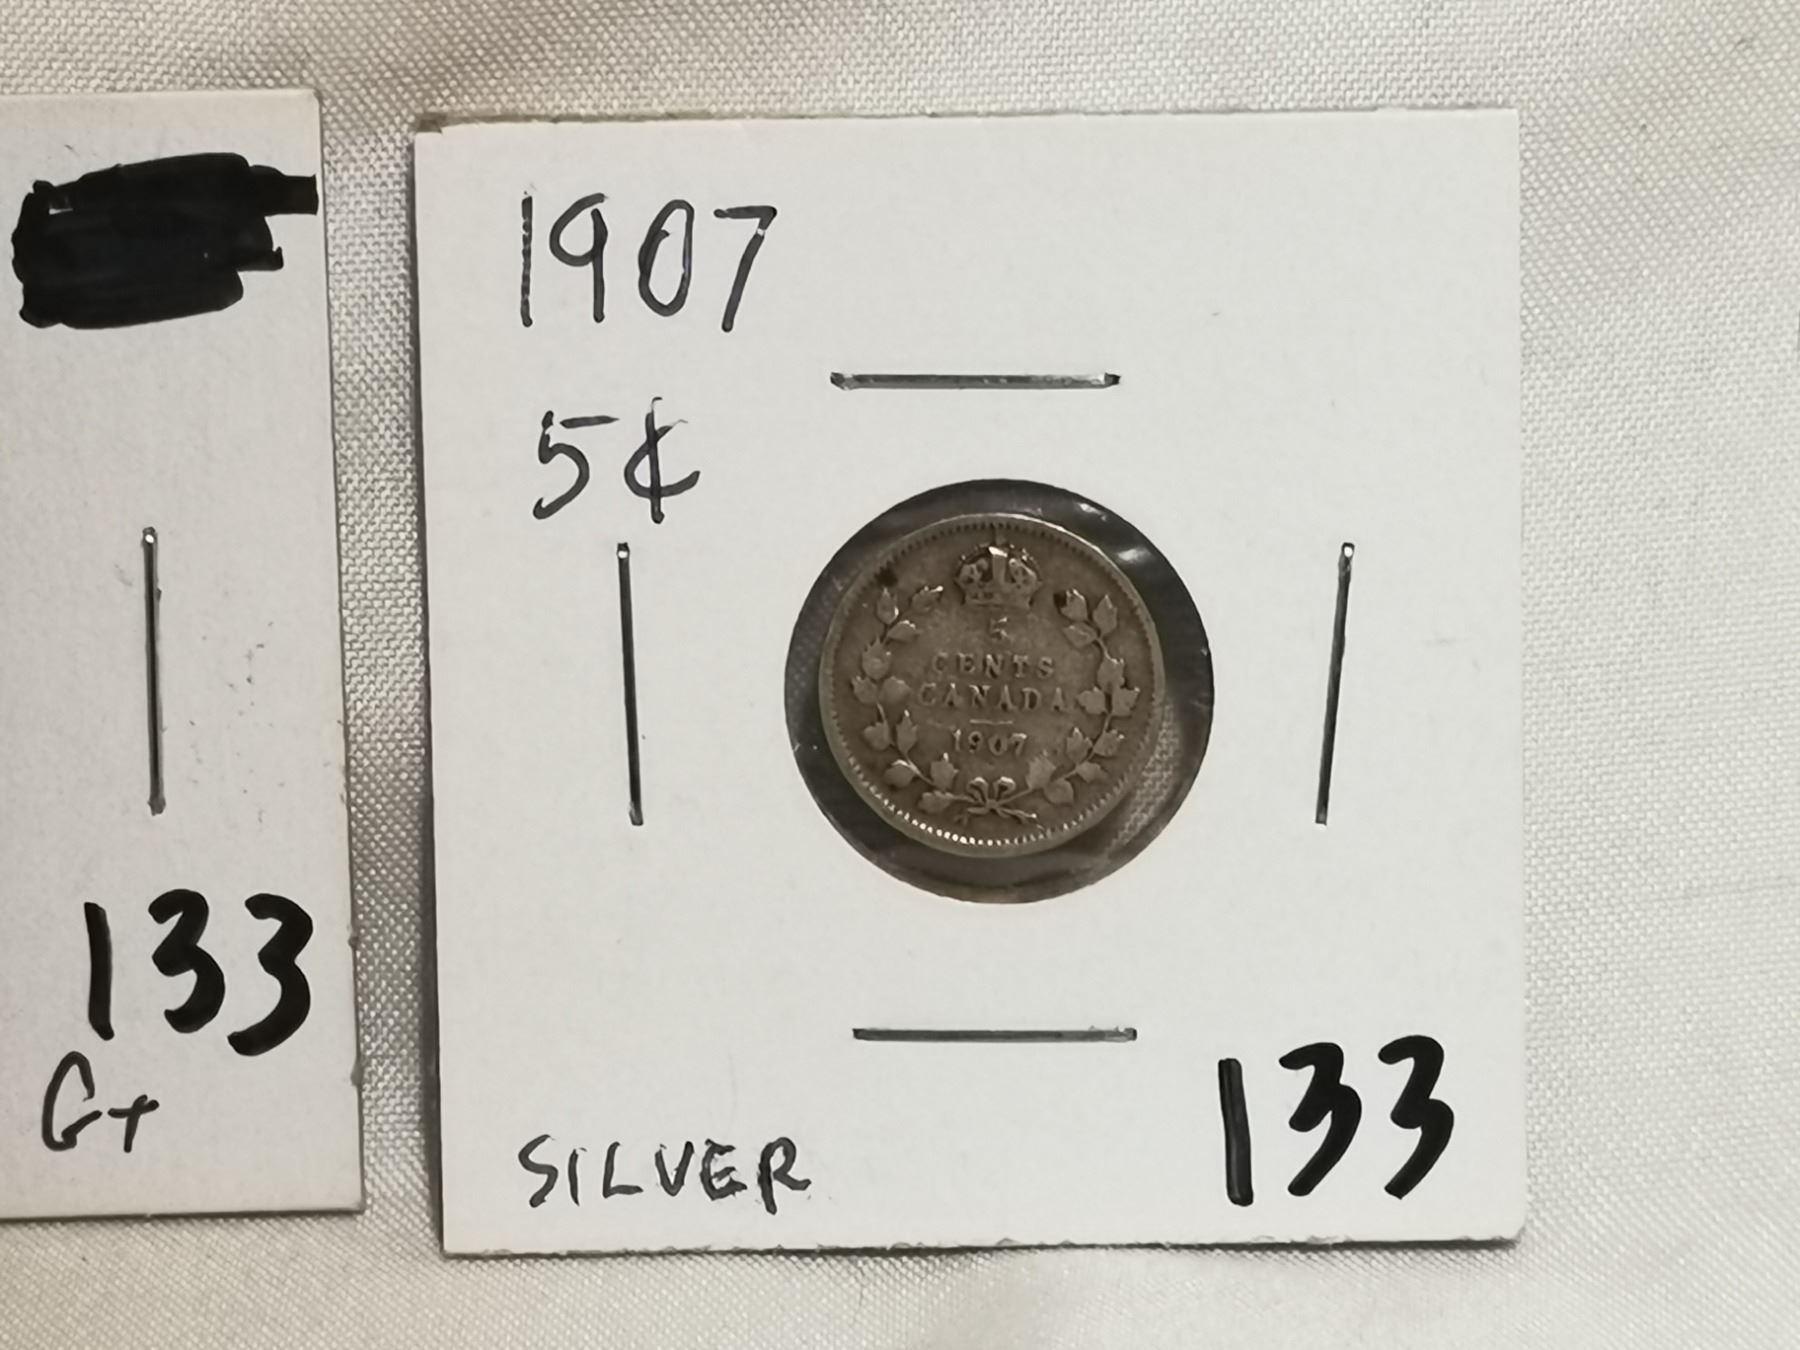 133
G+
1907
5¢
5
CENTS
CANADA
1907
SILVER
133